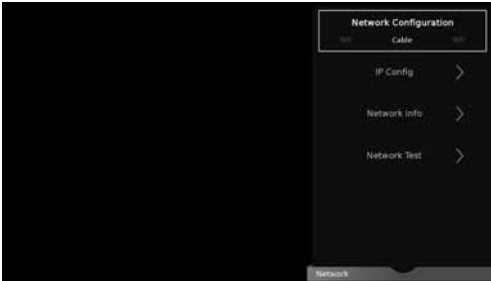 Network Configuration
Cable
IP Config
Network Info
Network Test
Network